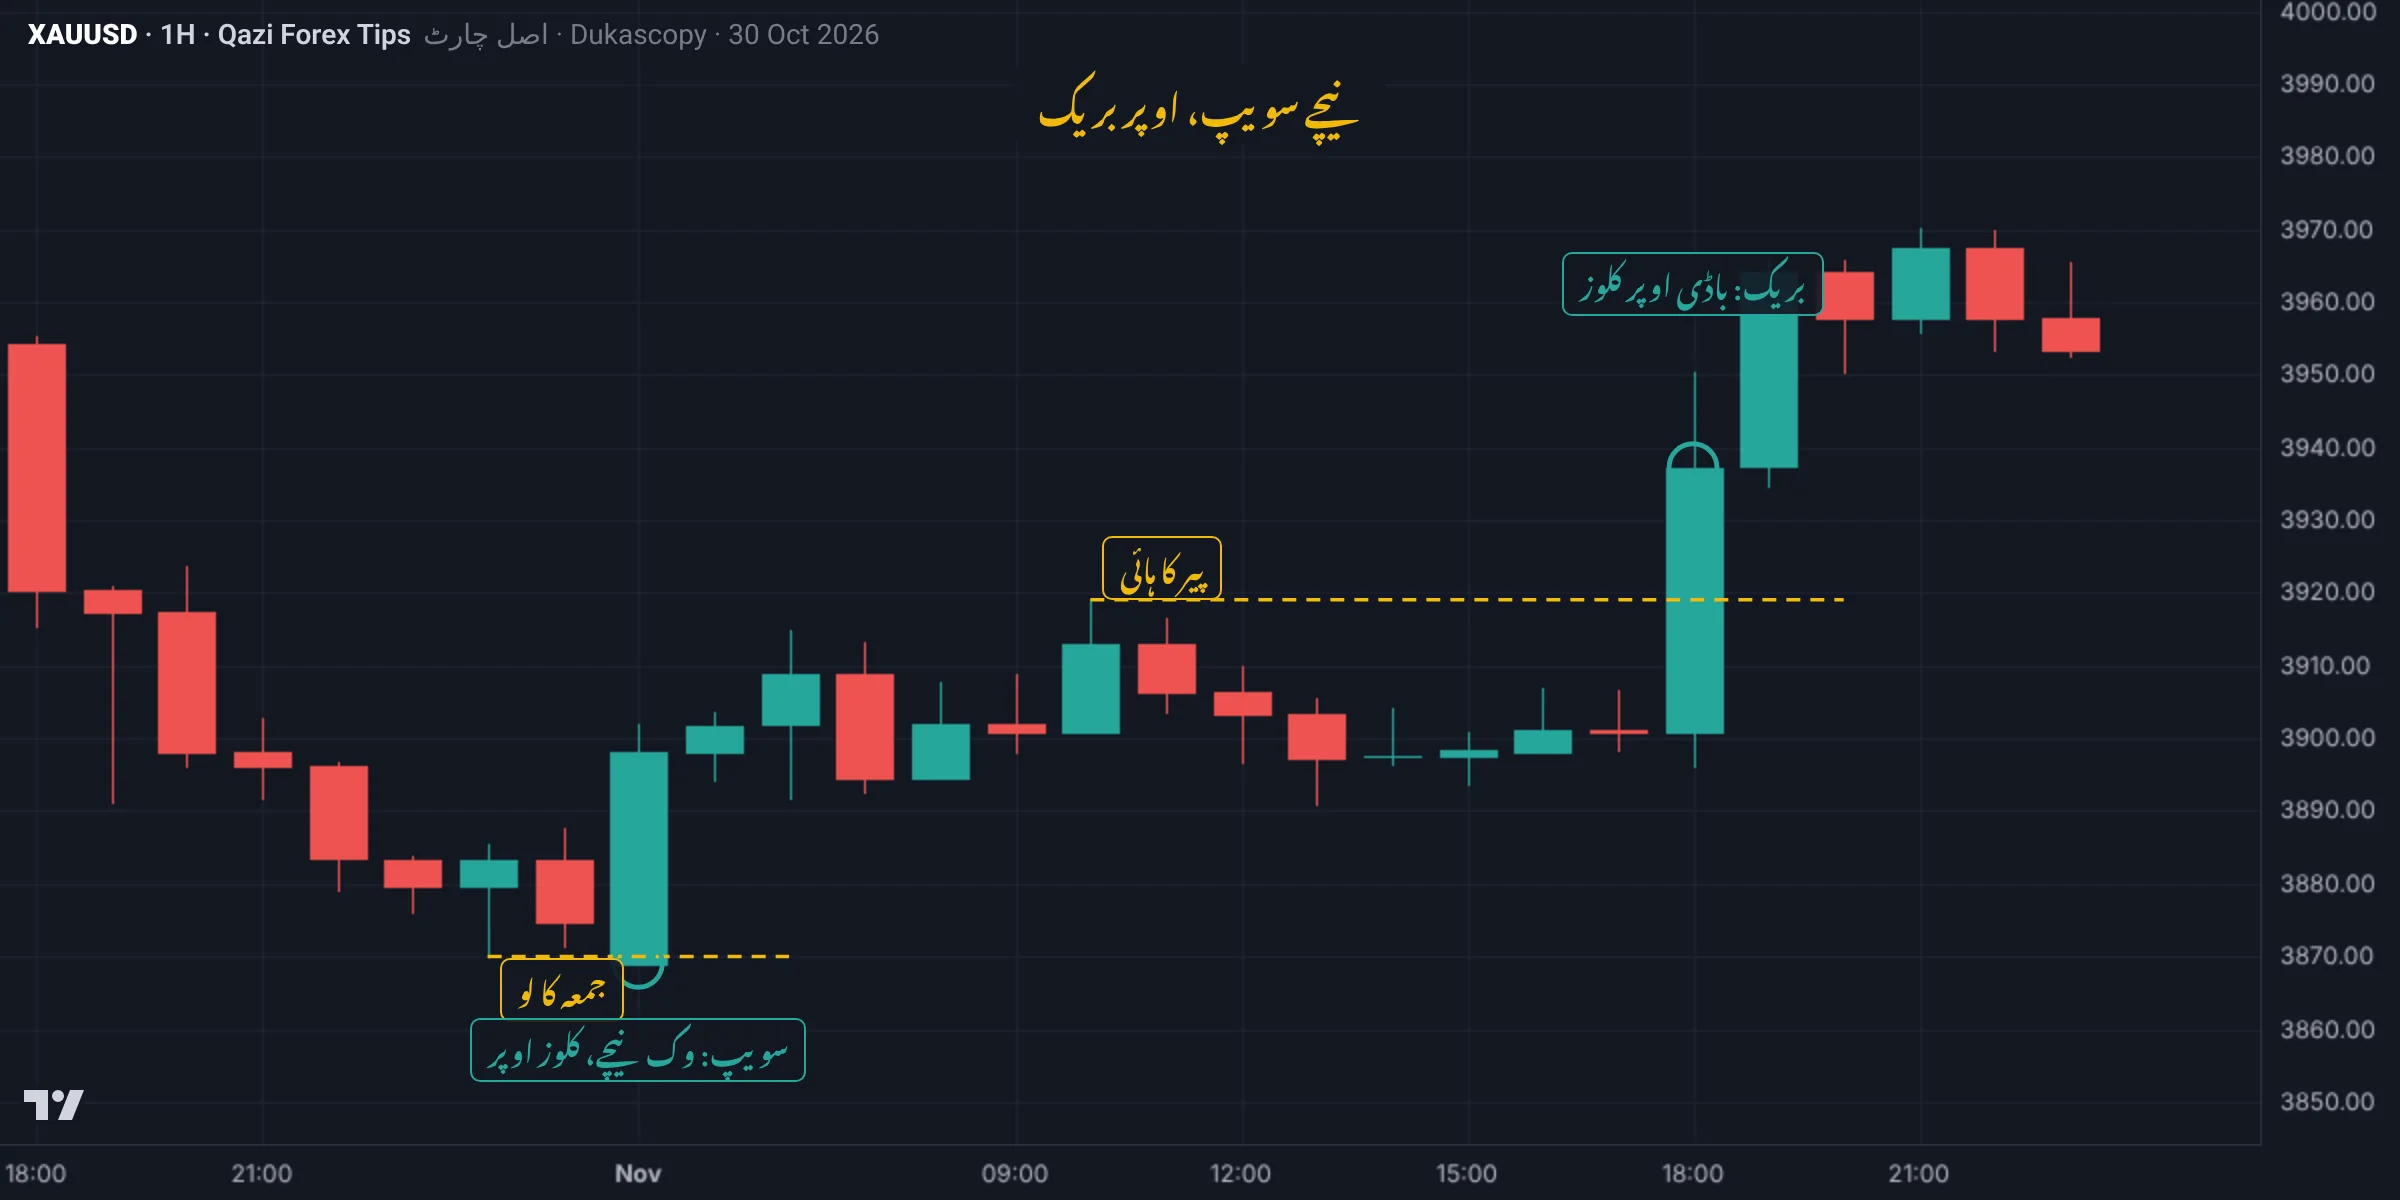 XAUUSD · 1H · Qazi Forex Tips اصل چارٹ · Dukascopy · 30 Oct 2026
نیچے سویپ، اوپر بریک
بریک: باڈی اوپر کلوز
پیر کا ہائی
جمعہ کا لو
سویپ: وک نیچے، کلوز اوپر
4000.00
3990.00
3980.00
3970.00
3960.00
3950.00
3940.00
3930.00
3920.00
3910.00
3900.00
3890.00
3880.00
3870.00
3860.00
3850.00
18:00 21:00 Nov 09:00 12:00 15:00 18:00 21:00